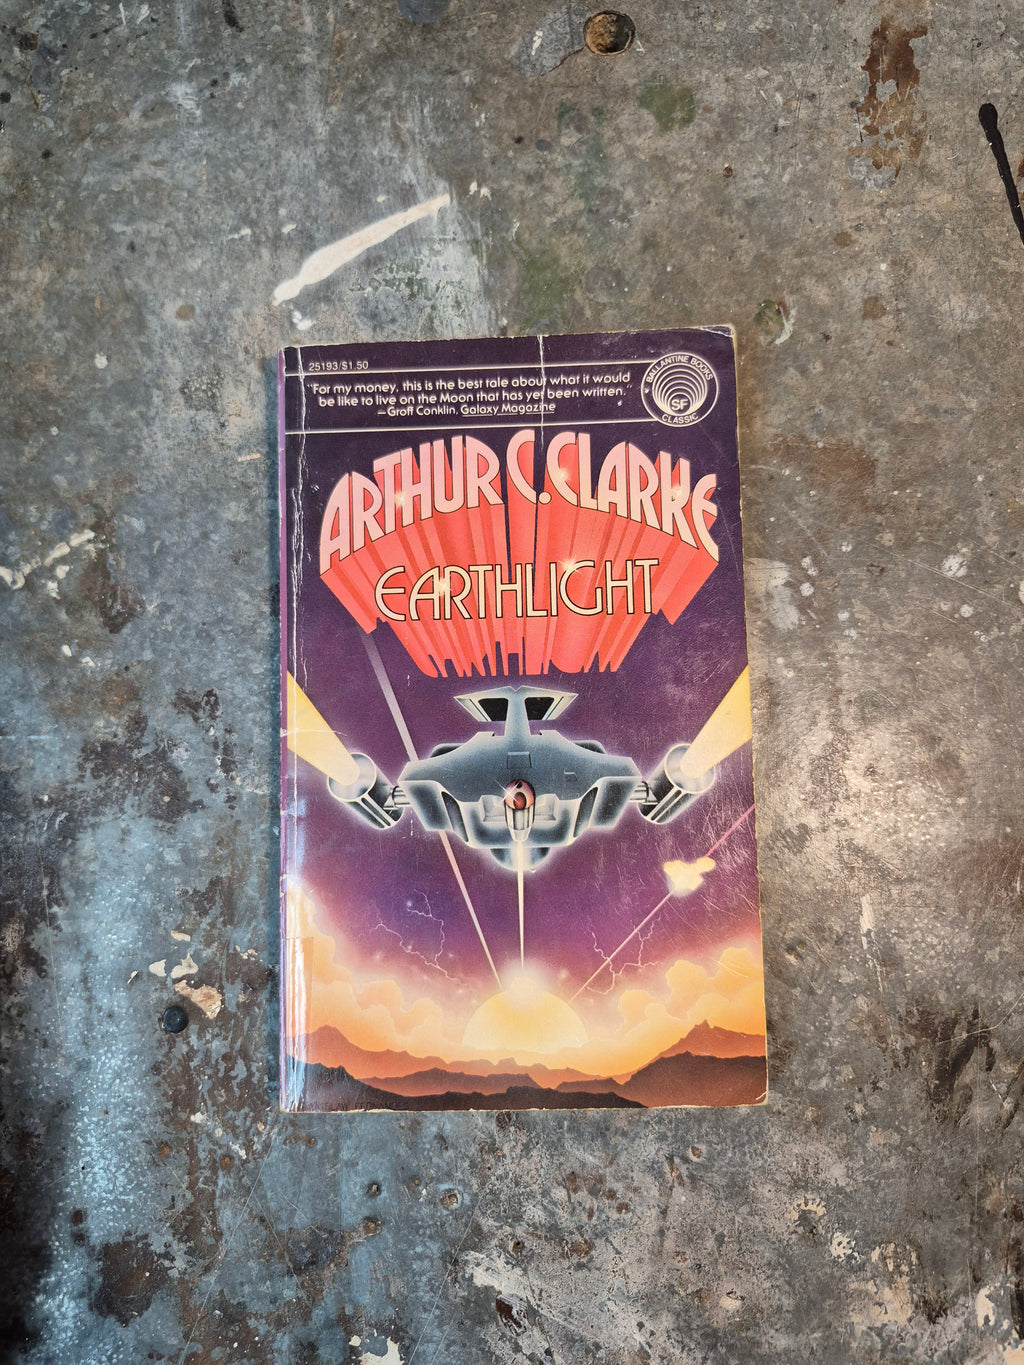 25193/$1.50
"For my money, this is the best tale about what it would
be like to live on the Moon that has yet been written."
—Groff Conklin, Galaxy Magazine
BALLANTINE BOOKS
SF
CLASSIC
ARTHUR C. CLARKE
EARTHLIGHT